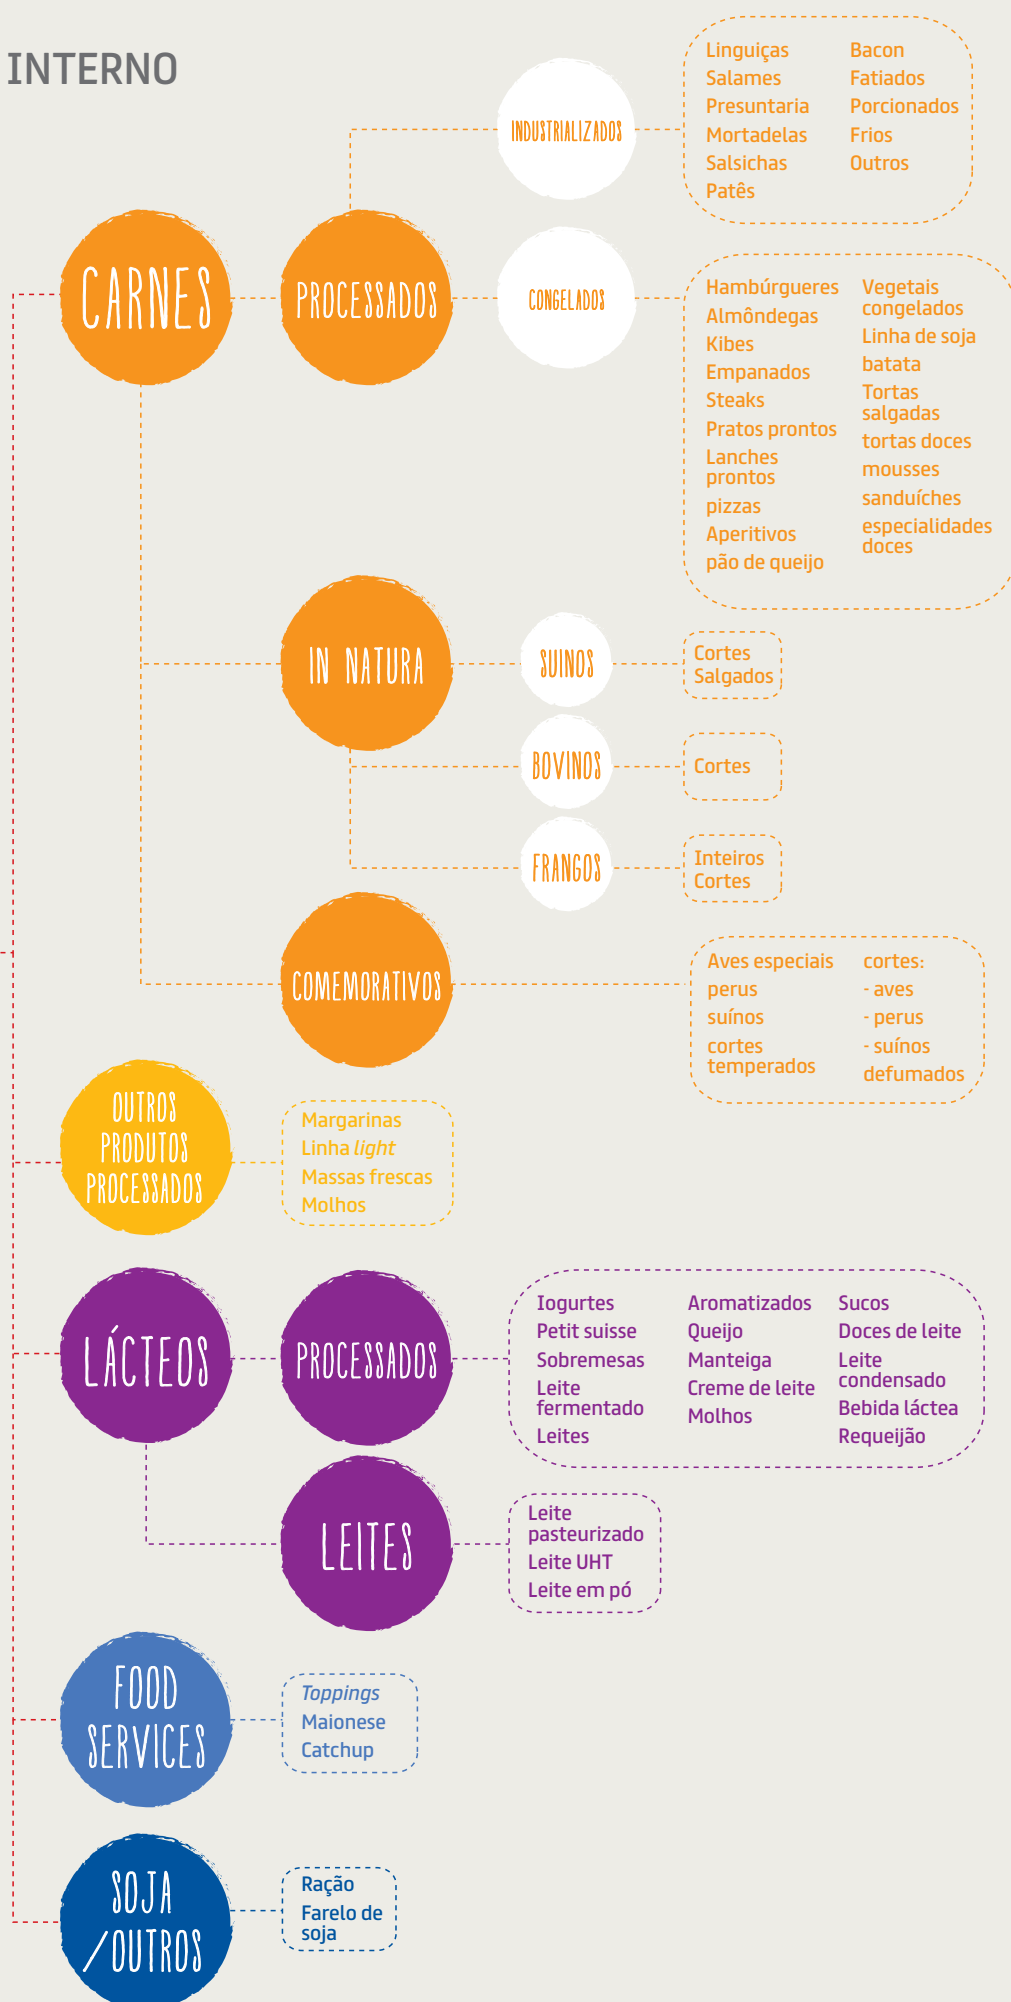 INTERNO
CARNES
PROCESSADOS
INDUSTRIALIZADOS
Linguiças
Salames
Presuntaria
Mortadelas
Salsichas
Patês
Bacon
Fatiados
Porcionados
Frios
Outros
CONGELADOS
Hambúrgueres
Almôndegas
Kibes
Empanados
Steaks
Pratos prontos
Lanches
prontos
pizzas
Aperitivos
pão de queijo
Vegetais
congelados
Linha de soja
batata
Tortas
salgadas
tortas doces
mousses
sanduíches
especialidades
doces
IN NATURA
SUINOS
Cortes
Salgados
BOVINOS
Cortes
FRANGOS
Inteiros
Cortes
COMEMORATIVOS
Aves especiais
perus
suínos
cortes
temperados
cortes:
- aves
- perus
- suínos
defumados
OUTROS
PRODUTOS
PROCESSADOS
Margarinas
Linha light
Massas frescas
Molhos
LÁCTEOS
PROCESSADOS
Iogurtes
Petit suisse
Sobremesas
Leite
fermentado
Leites
Aromatizados
Queijo
Manteiga
Creme de leite
Molhos
Sucos
Doces de leite
Leite
condensado
Bebida láctea
Requeijão
LEITES
Leite
pasteurizado
Leite UHT
Leite em pó
FOOD
SERVICES
Toppings
Maionese
Catchup
SOJA
/OUTROS
Ração
Farelo de
soja